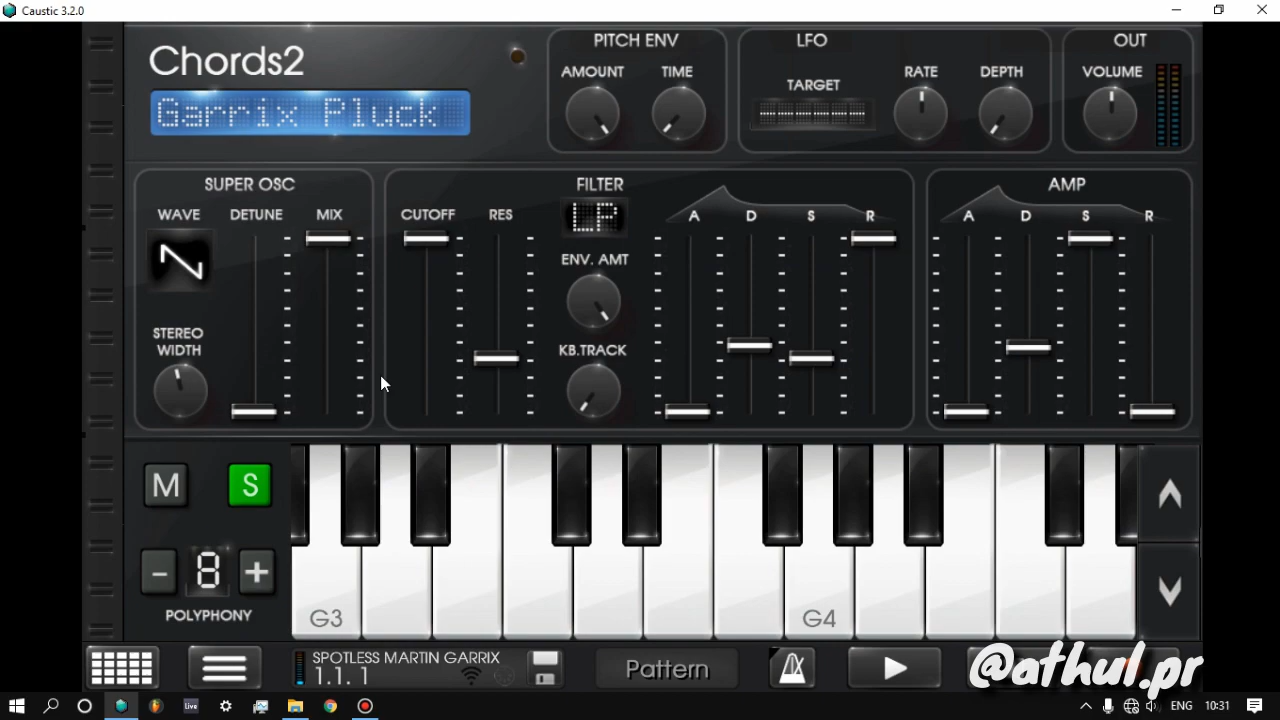 Caustic 3.2.0
Chords2
Garrix Pluck
PITCH ENV
AMOUNT TIME
LFO
TARGET
RATE DEPTH
OUT
VOLUME
SUPER OSC
WAVE DETUNE MIX
STEREO
WIDTH
FILTER
CUTOFF RES
LP
ENV. AMT
KB.TRACK
A D S R
AMP
A D S R
M S
- 8 +
POLYPHONY
G3 G4
SPOTLESS MARTIN GARRIX
1.1. 1
Pattern
@athul.pr
Live
ENG 10:31